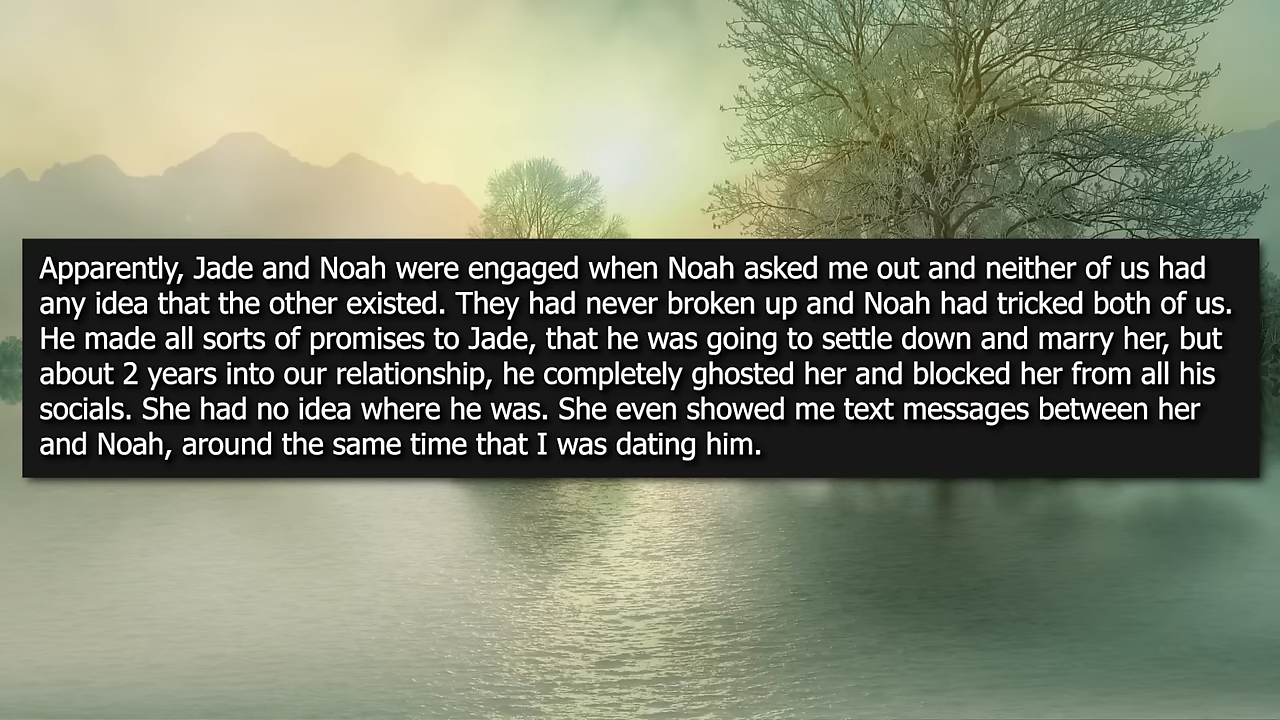 Apparently, Jade and Noah were engaged when Noah asked me out and neither of us had
any idea that the other existed. They had never broken up and Noah had tricked both of us.
He made all sorts of promises to Jade, that he was going to settle down and marry her, but
about 2 years into our relationship, he completely ghosted her and blocked her from all his
socials. She had no idea where he was. She even showed me text messages between her
and Noah, around the same time that I was dating him.